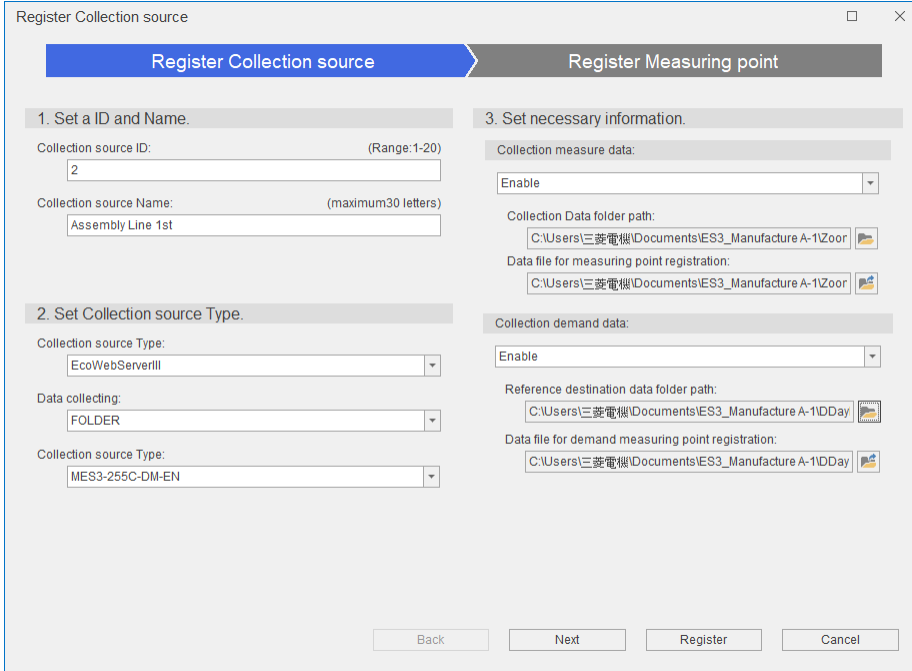 Register Collection source
Register Collection source
Register Measuring point
1. Set a ID and Name.
Collection source ID: (Range:1-20)
2
Collection source Name: (maximum30 letters)
Assembly Line 1st
2. Set Collection source Type.
Collection source Type:
EcoWebServerIII
Data collecting:
FOLDER
Collection source Type:
MES3-255C-DM-EN
3. Set necessary information.
Collection measure data:
Enable
Collection Data folder path:
C:\Users\三菱電機\Documents\ES3_Manufacture A-1\Zoor
Data file for measuring point registration:
C:\Users\三菱電機\Documents\ES3_Manufacture A-1\Zoor
Collection demand data:
Enable
Reference destination data folder path:
C:\Users\三菱電機\Documents\ES3_Manufacture A-1\DDay
Data file for demand measuring point registration:
C:\Users\三菱電機\Documents\ES3_Manufacture A-1\DDay
Back
Next
Register
Cancel